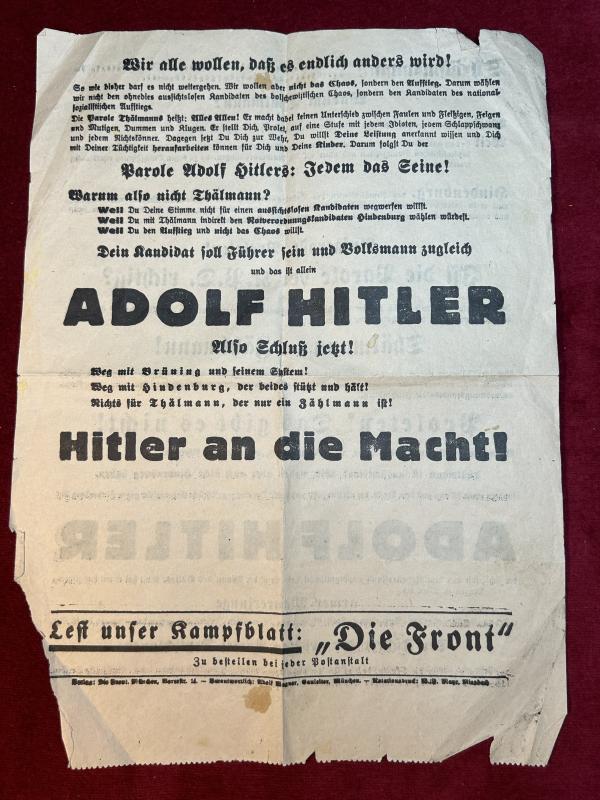 Wir alle wollen, daß es endlich anders wird!
So wie bisher darf es nicht weitergehen. Wir wollen aber nicht das Chaos, sondern den Aufstieg. Darum wählen
wir nicht den ohnedies aussichtslosen Kandidaten des bolschewistischen Chaos, sondern den Kandidaten des national-
sozialistischen Aufstiegs.
Die Parole Thälmanns heißt: Alles Allen! Er macht dabei keinen Unterschied zwischen Faulen und Fleißigen, Feigen
und Mutigen, Dummen und Klugen. Er stellt Dich, Prolet, auf eine Stufe mit jedem Idioten, jedem Schlappschwanz
und jedem Nichtskönner. Dagegen setzt Du Dich zur Wehr. Du willst Deine Leistung anerkannt wissen und Dich
mit Deiner Tüchtigkeit herausarbeiten können für Dich und Deine Kinder. Darum folgst Du der
Parole Adolf Hitlers: Jedem das Seine!
Warum also nicht Thälmann?
Weil Du Deine Stimme nicht für einen aussichtslosen Kandidaten wegwerfen willst.
Weil Du mit Thälmann indirekt den Notverordnungskandidaten Hindenburg wählen würdest.
Weil Du den Aufstieg und nicht das Chaos willst.
Dein Kandidat soll Führer sein und Volksmann zugleich
und das ist allein
ADOLF HITLER
Also Schluß jetzt!
Weg mit Brüning und seinem System!
Weg mit Hindenburg, der beides stützt und hält!
Nichts für Thälmann, der nur ein Zählmann ist!
Hitler an die Macht!
Lest unser Kampfblatt: „Die Front“
Zu bestellen bei jeder Postanstalt
Verlag: Die Front, München, – Verantwortlich: Adolf Wagner, Gauleiter, München. – Rotationsdruck: Mayr, Miesbach